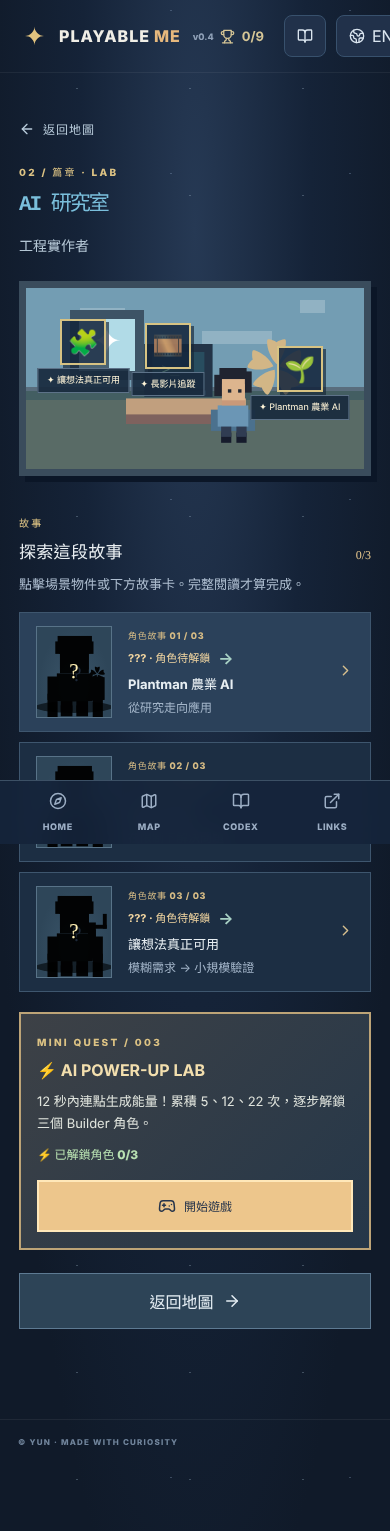 PLAYABLE ME v0.4 0/9 EN
返回地圖
02 / 篇章 · LAB
AI 研究室
工程實作者
✦ 讓想法真正可用
✦ 長影片追蹤
✦ Plantman 農業 AI
故事
探索這段故事
0/3
點擊場景物件或下方故事卡。完整閱讀才算完成。
?
角色故事 01 / 03
??? · 角色待解鎖 →
Plantman 農業 AI
從研究走向應用
角色故事 02 / 03
HOME
MAP
CODEX
LINKS
?
角色故事 03 / 03
??? · 角色待解鎖 →
讓想法真正可用
模糊需求 → 小規模驗證
MINI QUEST / 003
⚡ AI POWER-UP LAB
12 秒內連點生成能量！累積 5、12、22 次，逐步解鎖
三個 Builder 角色。
⚡ 已解鎖角色 0/3
開始遊戲
返回地圖 →
© YUN · MADE WITH CURIOSITY